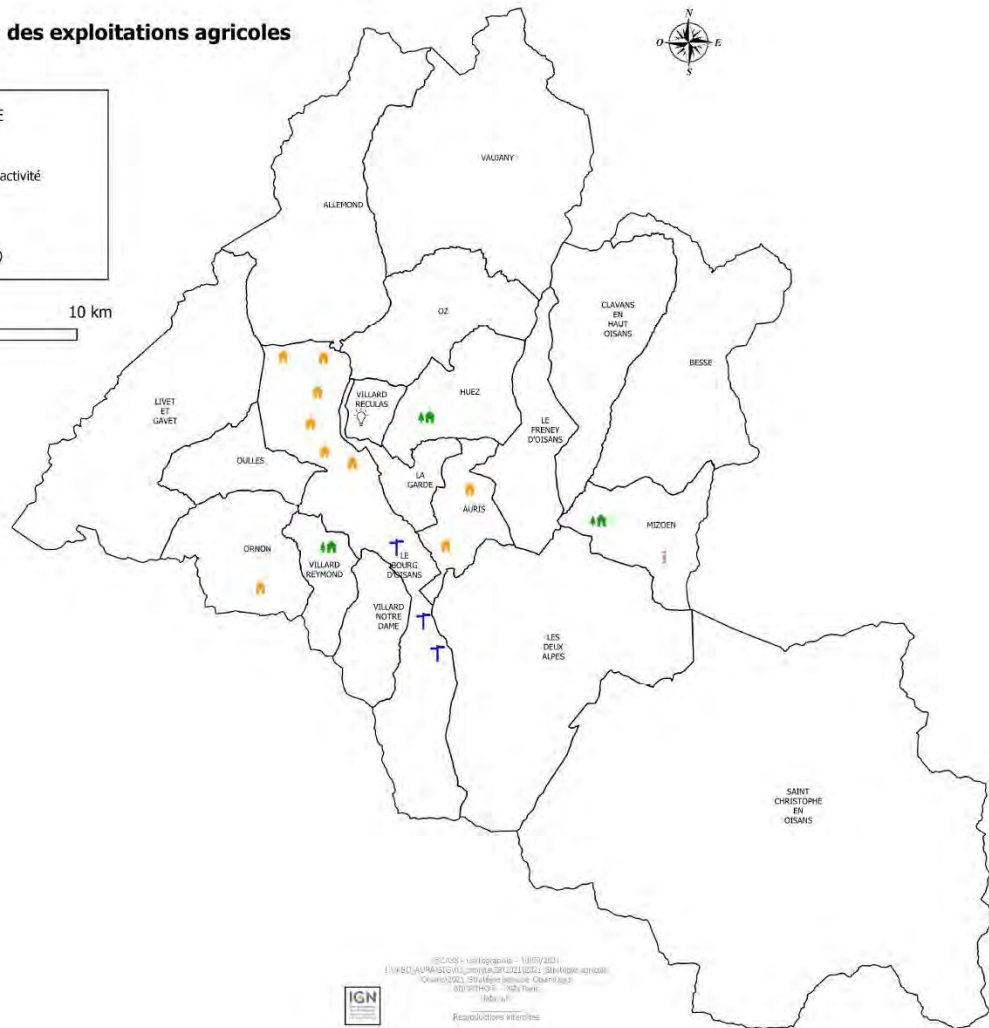 des exploitations agricoles
N
O
E
S
E
activité
)
10 km
VAUJANY
ALLEMOND
OZ
CLAVANS
EN
HAUT
OISANS
BESSE
LIVET
ET
GAVET
VILLARD
RECULAS
HUEZ
LE
FRENEY
D'OISANS
OULLES
LA
GARDE
AURIS
MIZOEN
ORNON
VILLARD
REYMOND
LE
BOURG
D'OISANS
VILLARD
NOTRE
DAME
LES
DEUX
ALPES
SAINT
CHRISTOPHE
EN
OISANS
IGN
Reproductions interdites